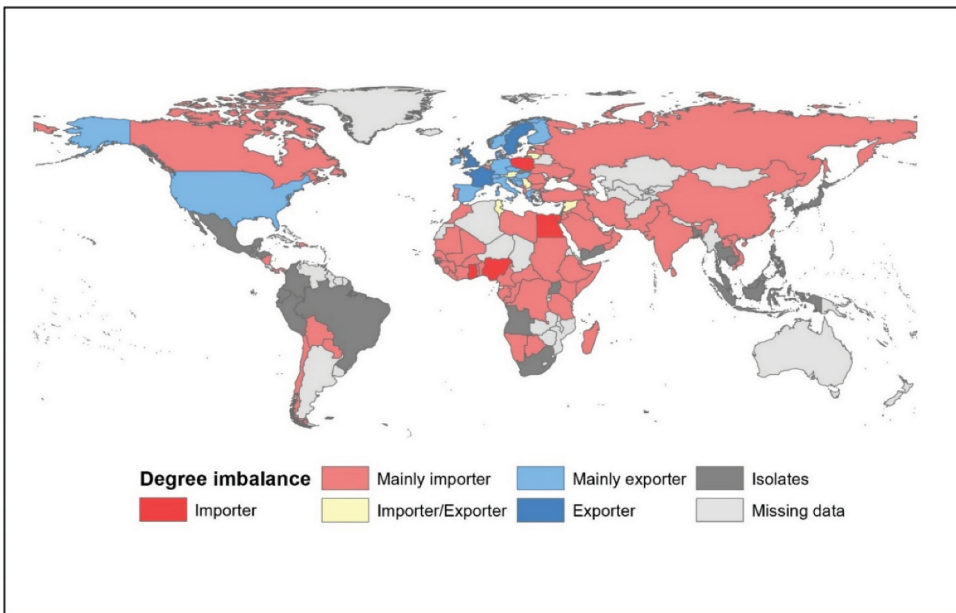 Degree imbalance
Mainly importer
Mainly exporter
Isolates
Importer
Importer/Exporter
Exporter
Missing data